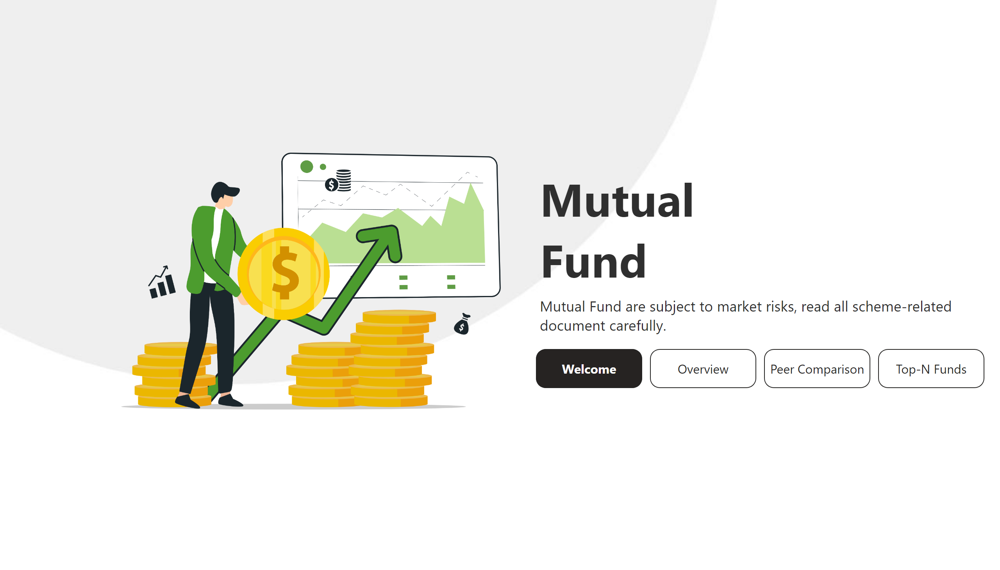 Mutual
Fund
Mutual Fund are subject to market risks, read all scheme-related
document carefully.
Welcome
Overview
Peer Comparison
Top-N Funds